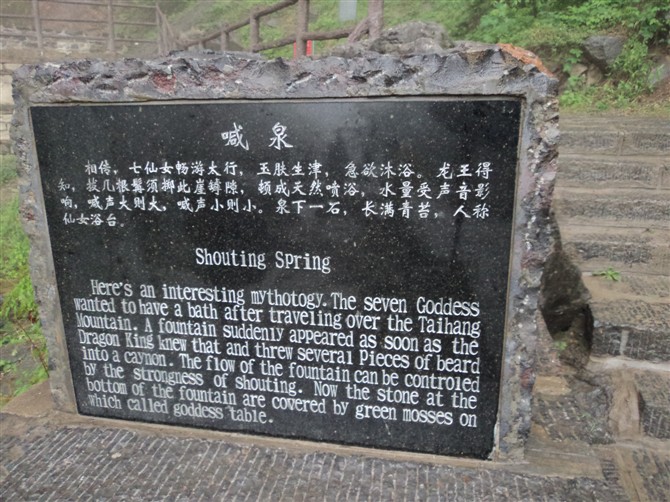 喊泉
相传，七仙女畅游太行，玉肤生津，急欲沐浴。龙王得
知，拔几根髯须掷此崖罅隙，顿成天然喷浴，水量受声音影
响，喊声大则大，喊声小则小。泉下一石，长满青苔，人称
仙女浴台。
Shouting Spring
Here's an interesting mythotogy. The seven Goddess
wanted to have a bath after traveling over the Taihang
Mountain. A fountain suddenly appeared as soon as the
Dragon King knew that and threw several Pieces of beard
into a caynon. The flow of the fountain can be controled
by the strongness of shouting. Now the stone at the
bottom of the fountain are covered by green mosses on
which called goddess table.